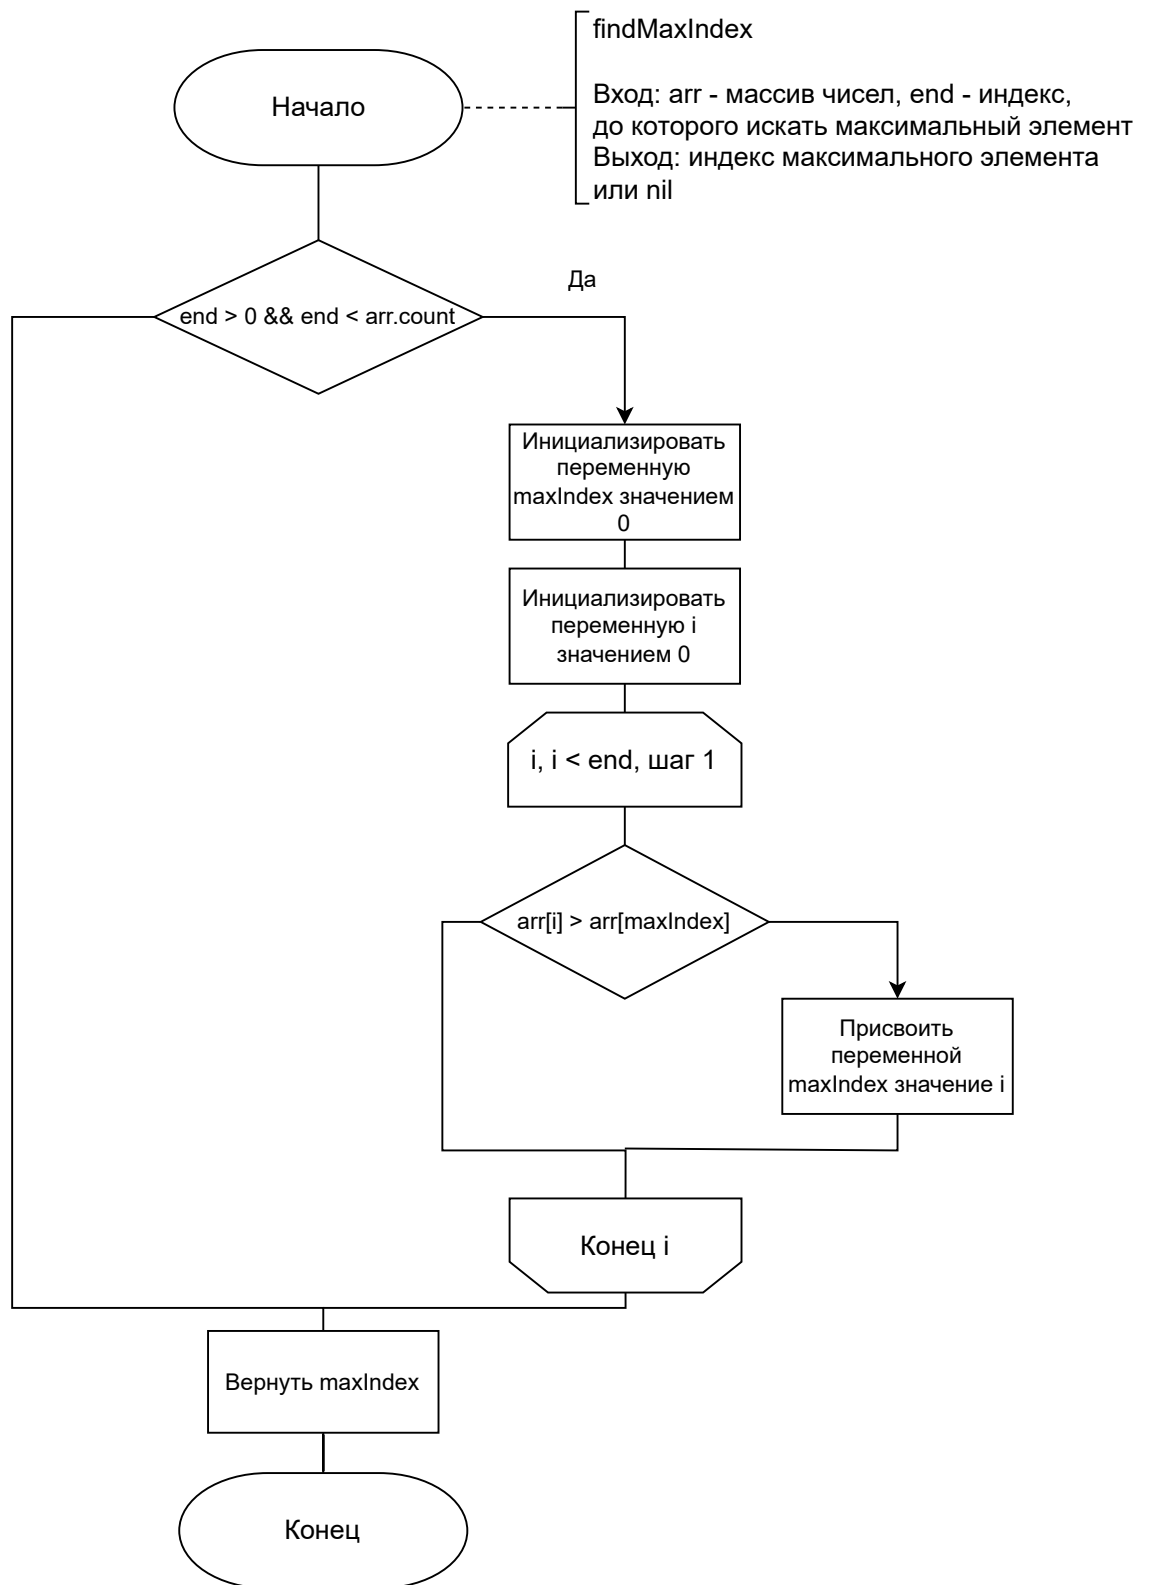 findMaxIndex
Начало
Вход: arr - массив чисел, end - индекс,
до которого искать максимальный элемент
Выход: индекс максимального элемента
или nil
Да
end > 0 && end < arr.count
Инициализировать
переменную
maxIndex значением
0
Инициализировать
переменную i
значением 0
i, i < end, шаг 1
arr[i] > arr[maxIndex]
Присвоить
переменной
maxIndex значение i
Конец i
Вернуть maxIndex
Конец